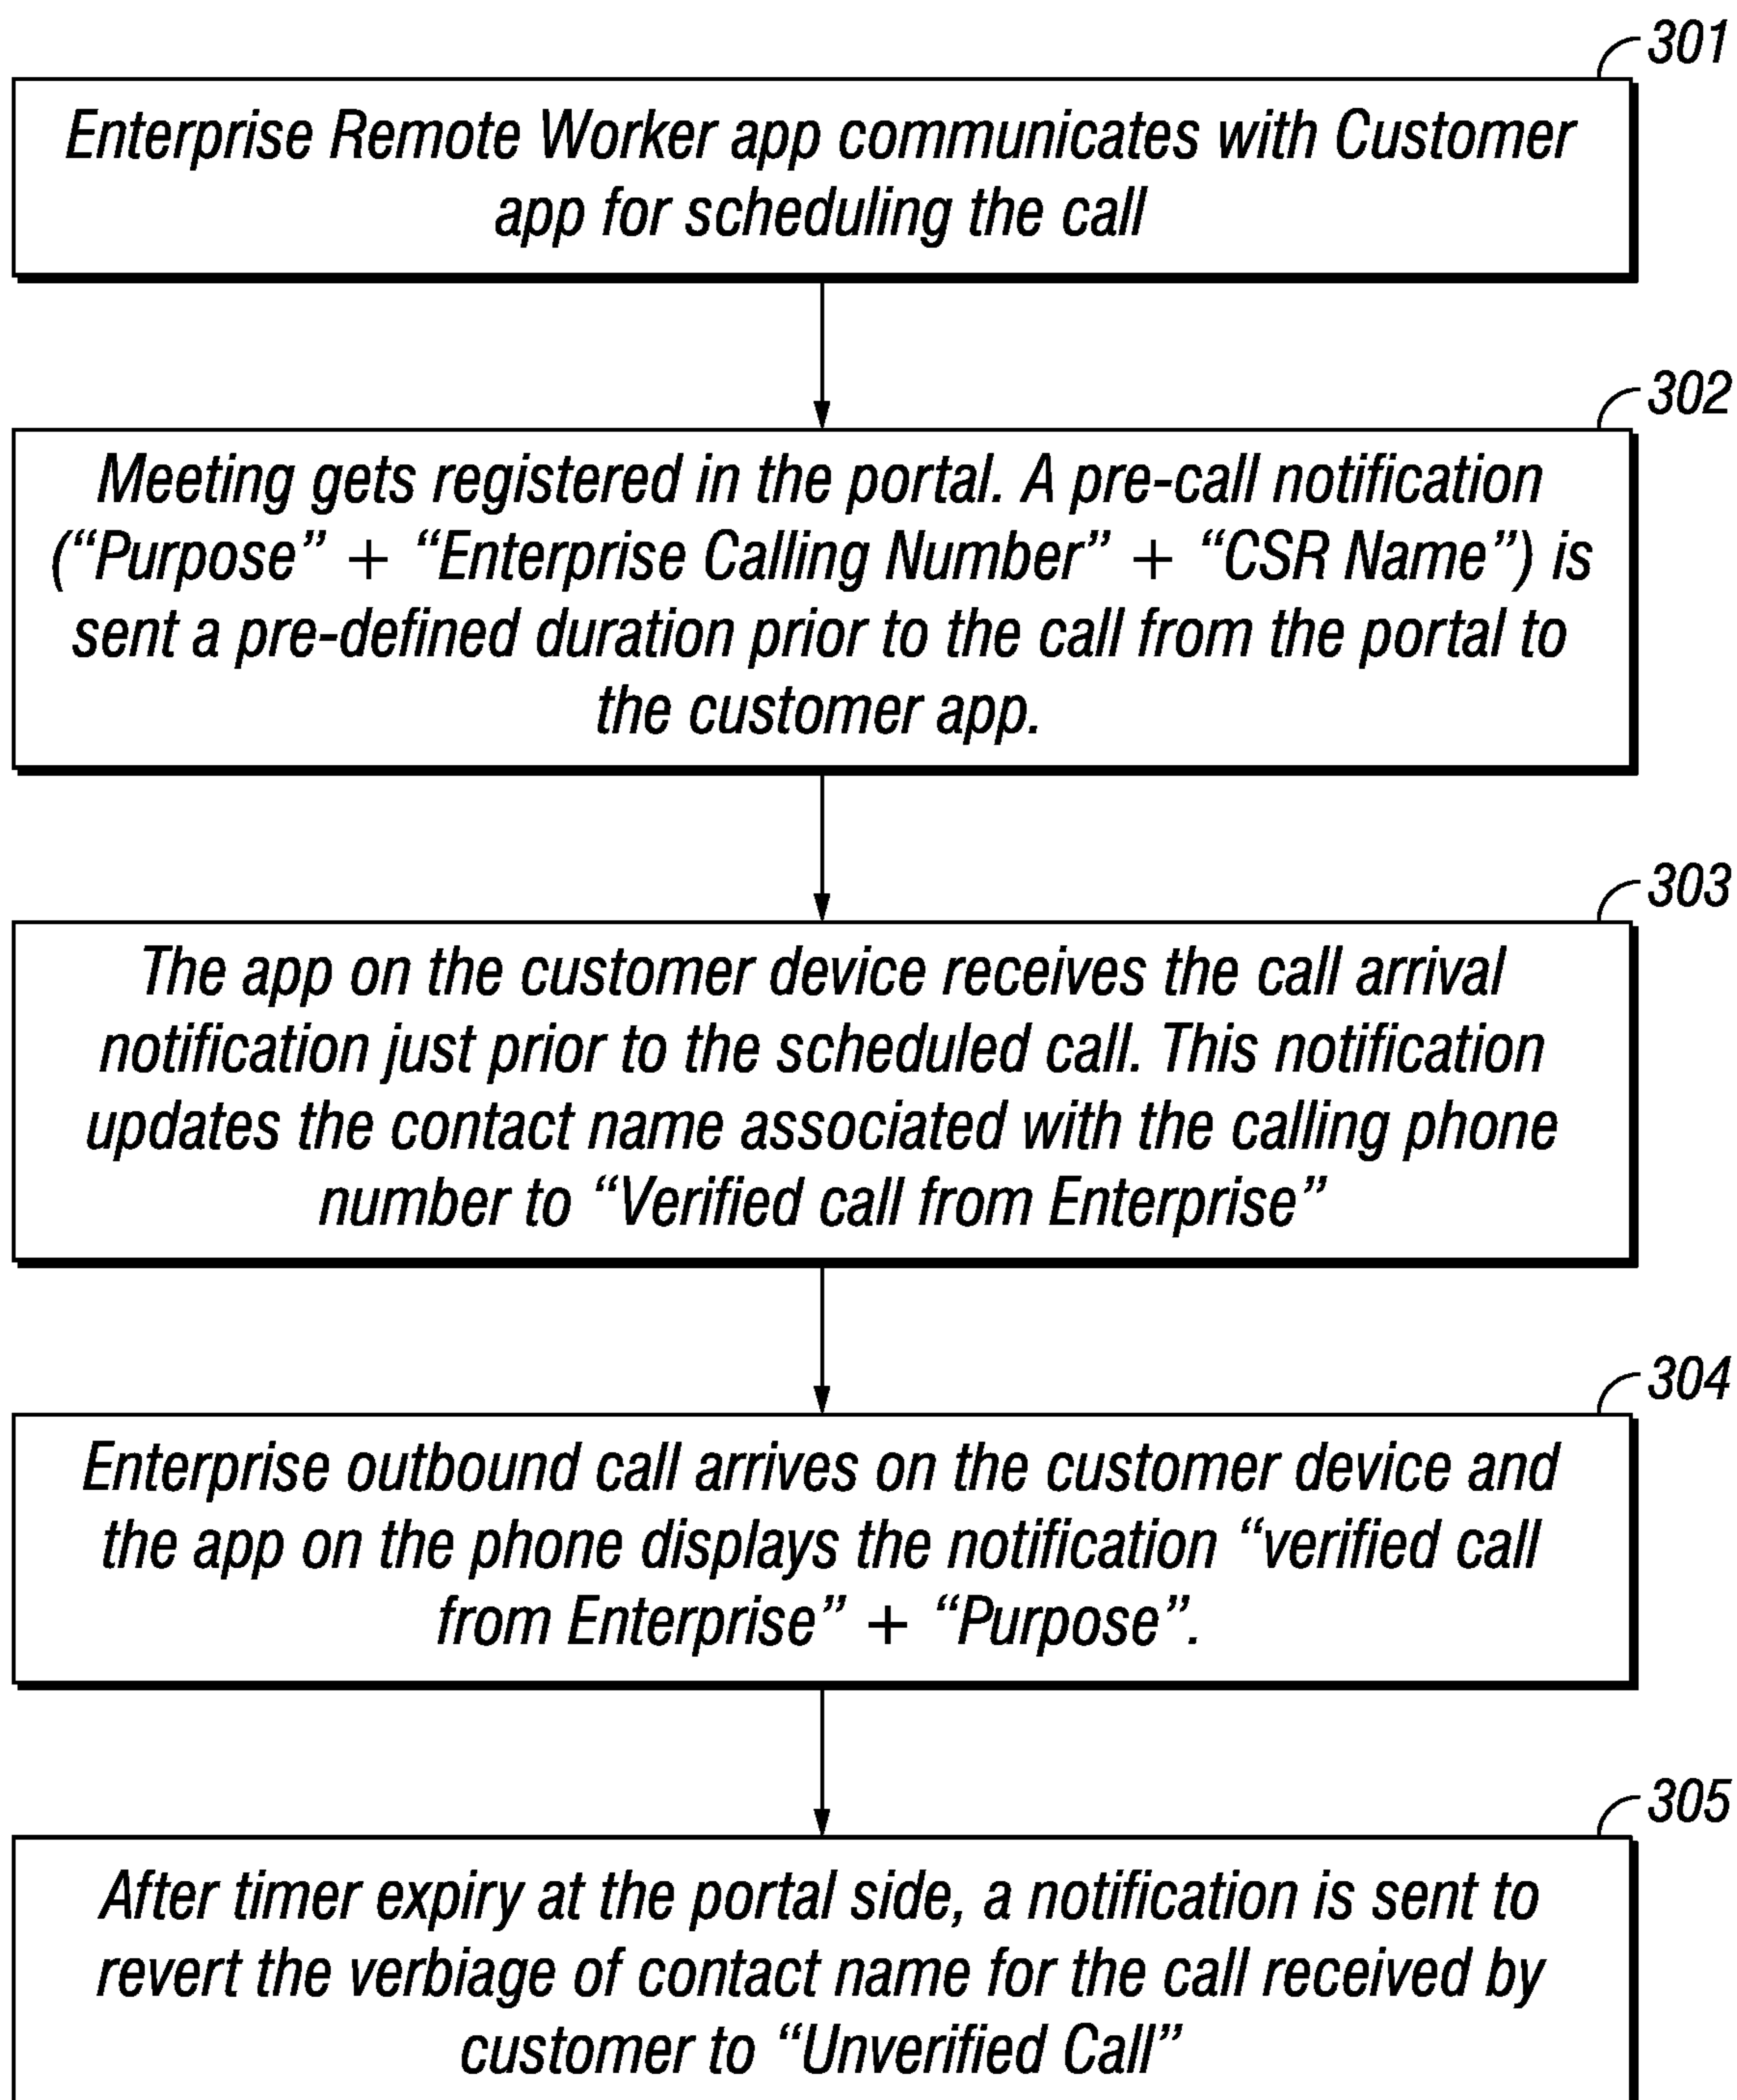 301
Enterprise Remote Worker app communicates with Customer
app for scheduling the call
302
Meeting gets registered in the portal. A pre-call notification
(“Purpose” + “Enterprise Calling Number” + “CSR Name”) is
sent a pre-defined duration prior to the call from the portal to
the customer app.
303
The app on the customer device receives the call arrival
notification just prior to the scheduled call. This notification
updates the contact name associated with the calling phone
number to “Verified call from Enterprise”
304
Enterprise outbound call arrives on the customer device and
the app on the phone displays the notification “verified call
from Enterprise” + “Purpose”.
305
After timer expiry at the portal side, a notification is sent to
revert the verbiage of contact name for the call received by
customer to “Unverified Call”